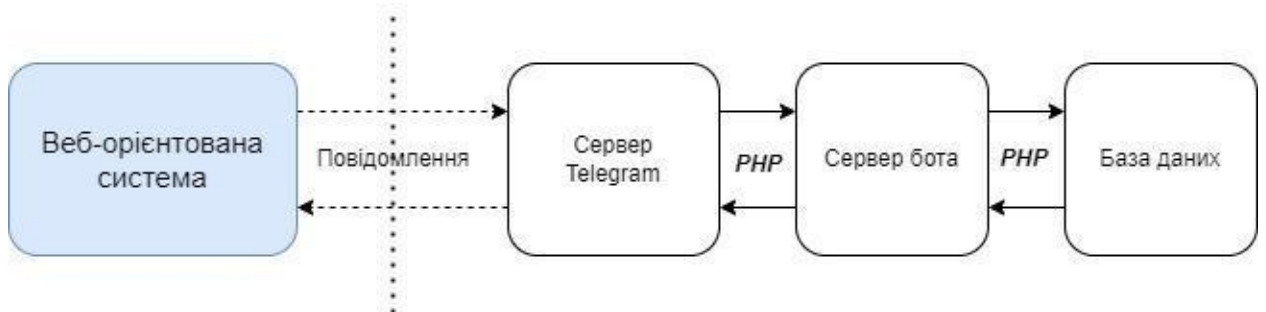 Веб-орієнтована
система
Повідомлення
Сервер
Telegram
PHP
Сервер бота
PHP
База даних